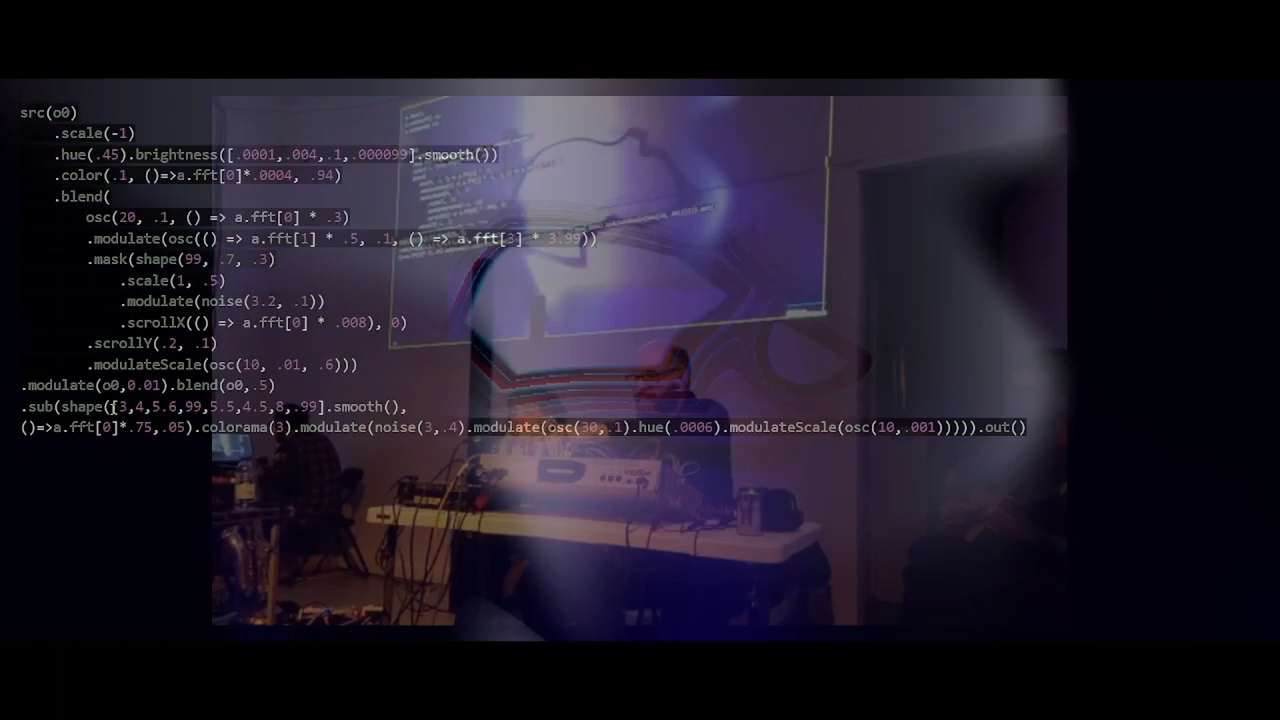 src(o0)
.scale(-1)
.hue(.45).brightness([.0001,.004,.1,.000099].smooth())
.color(.1, ()=>a.fft[0]*.0004, .94)
.blend(
osc(20, .1, () => a.fft[0] * .3)
.modulate(osc(() => a.fft[1] * .5, .1, () => a.fft[3] * 3.99))
.mask(shape(99, .7, .3)
.scale(1, .5)
.modulate(noise(3.2, .1))
.scrollX(() => a.fft[0] * .008), 0)
.scrollY(.2, .1)
.modulateScale(osc(10, .01, .6)))
.modulate(o0,0.01).blend(o0,.5)
.sub(shape([3,4,5.6,99,5.5,4.5,8,.99].smooth(),
()=>a.fft[0]*.75,.05).colorama(3).modulate(noise(3,.4).modulate(osc(30,.1).hue(.0006).modulateScale(osc(10,.001))))).out()